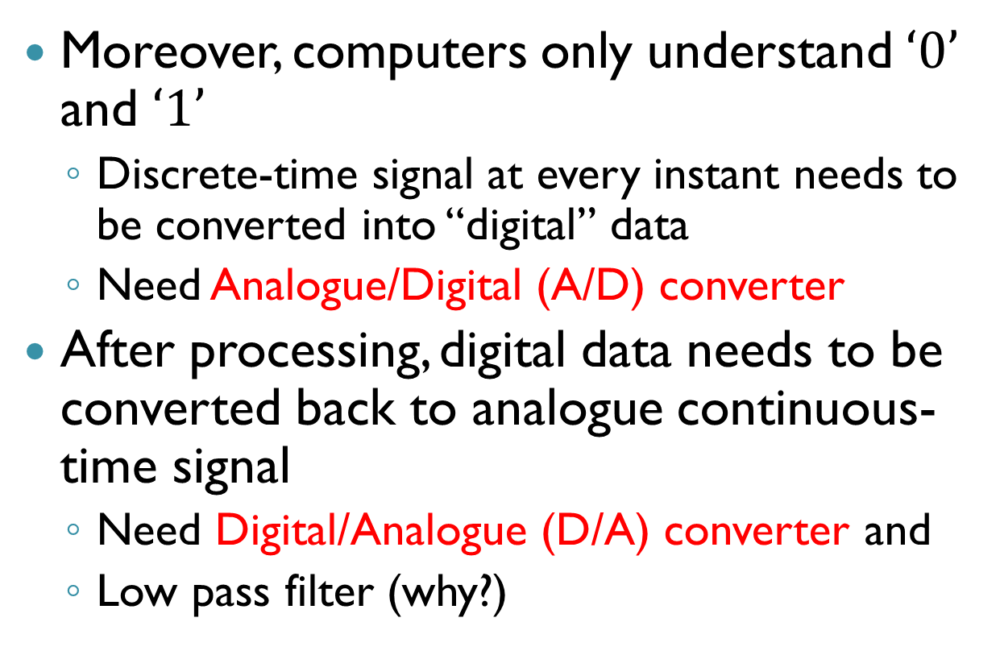 • Moreover, computers only understand ‘0’
and ‘1’
◦ Discrete-time signal at every instant needs to
be converted into “digital” data
◦ Need Analogue/Digital (A/D) converter
• After processing, digital data needs to be
converted back to analogue continuous-
time signal
◦ Need Digital/Analogue (D/A) converter and
◦ Low pass filter (why?)